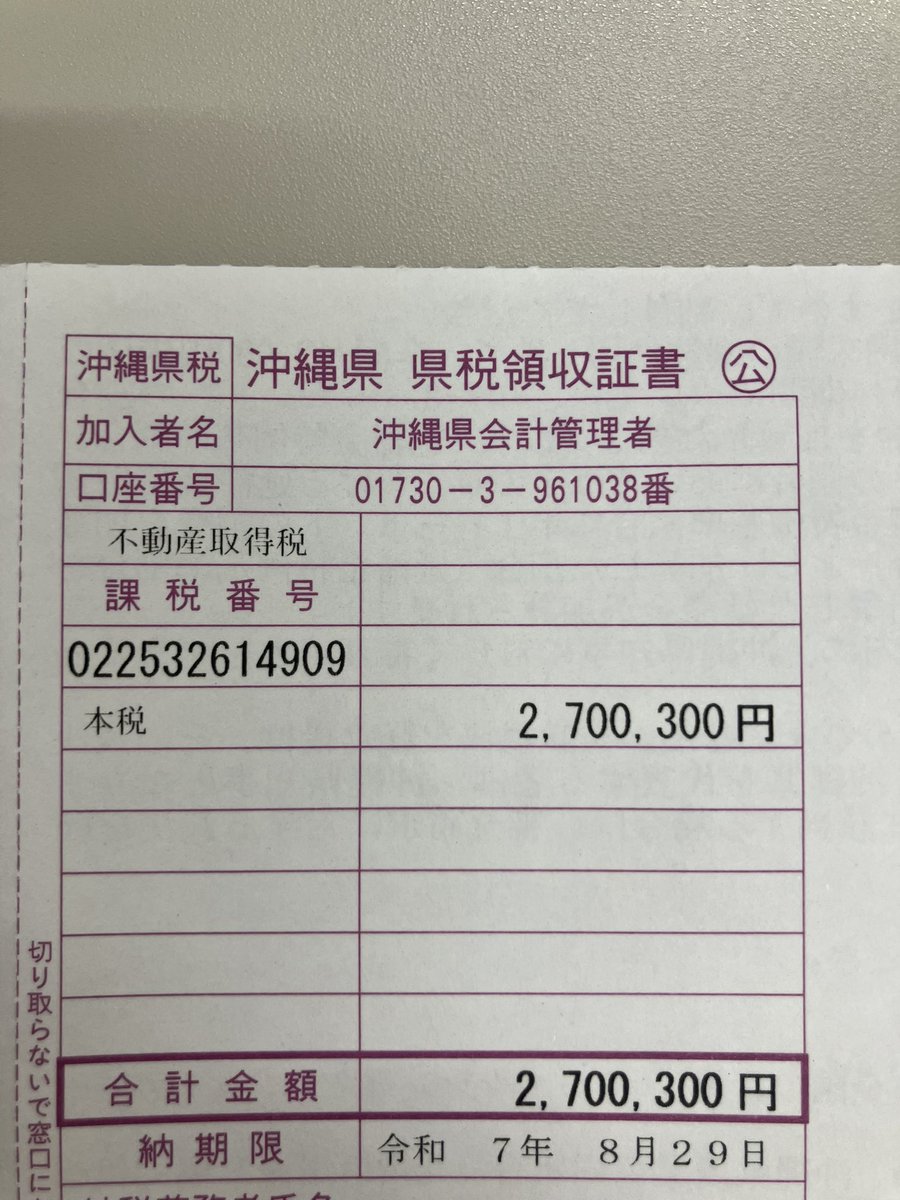 沖縄県税
沖縄県 県税領収証書 公
加入者名 沖縄県会計管理者
口座番号 01730-3-961038番
不動産取得税
課税番号
022532614909
本税 2,700,300円
合計金額 2,700,300円
納期限 令和 7年 8月29日
切り取らないで窓口に